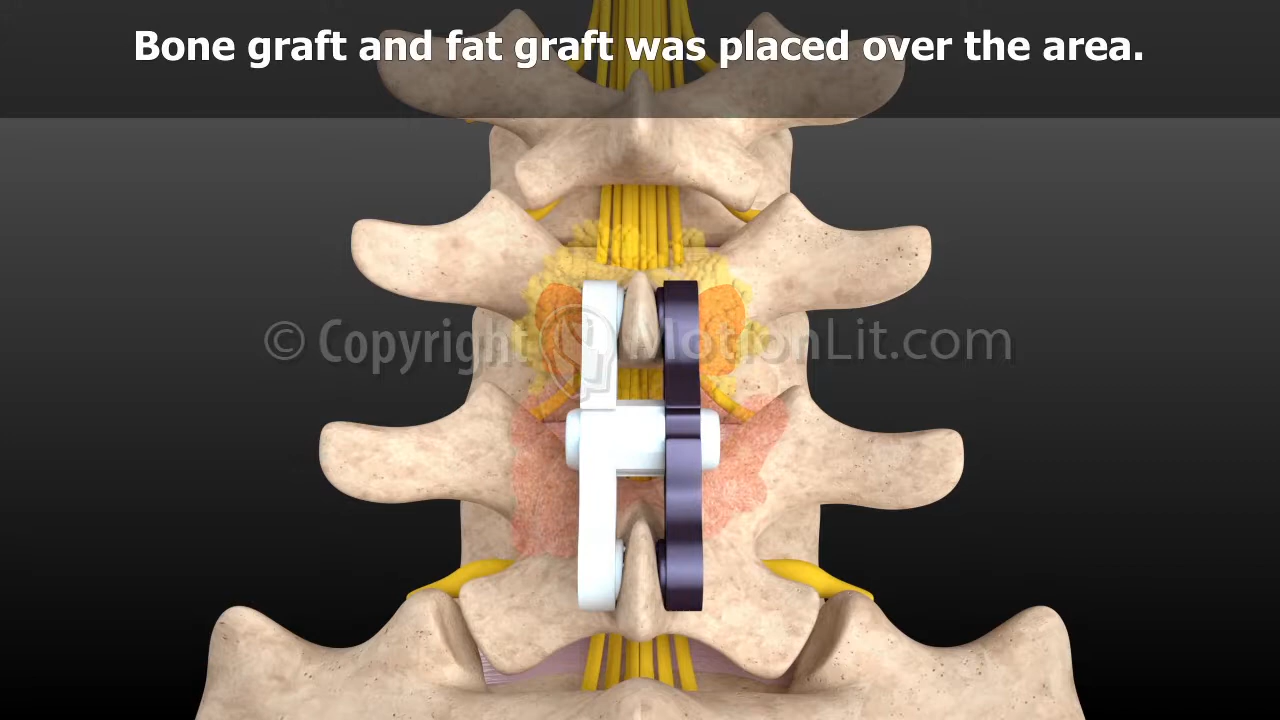 Bone graft and fat graft was placed over the area.
© Copyright MotionLit.com